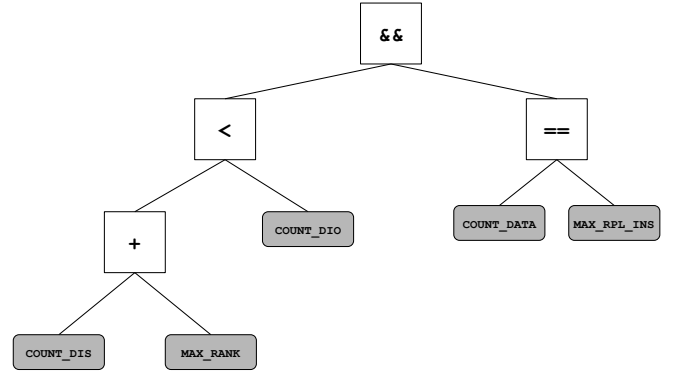 &&
<
==
+
COUNT_DIO
COUNT_DATA
MAX_RPL_INS
COUNT_DIS
MAX_RANK